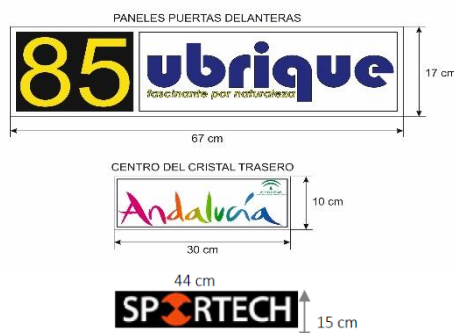 PANELES PUERTAS DELANTERAS
85 ubrique
fascinante por naturaleza
17 cm
67 cm
CENTRO DEL CRISTAL TRASERO
Andalucía
10 cm
30 cm
44 cm
SPORTECH
15 cm